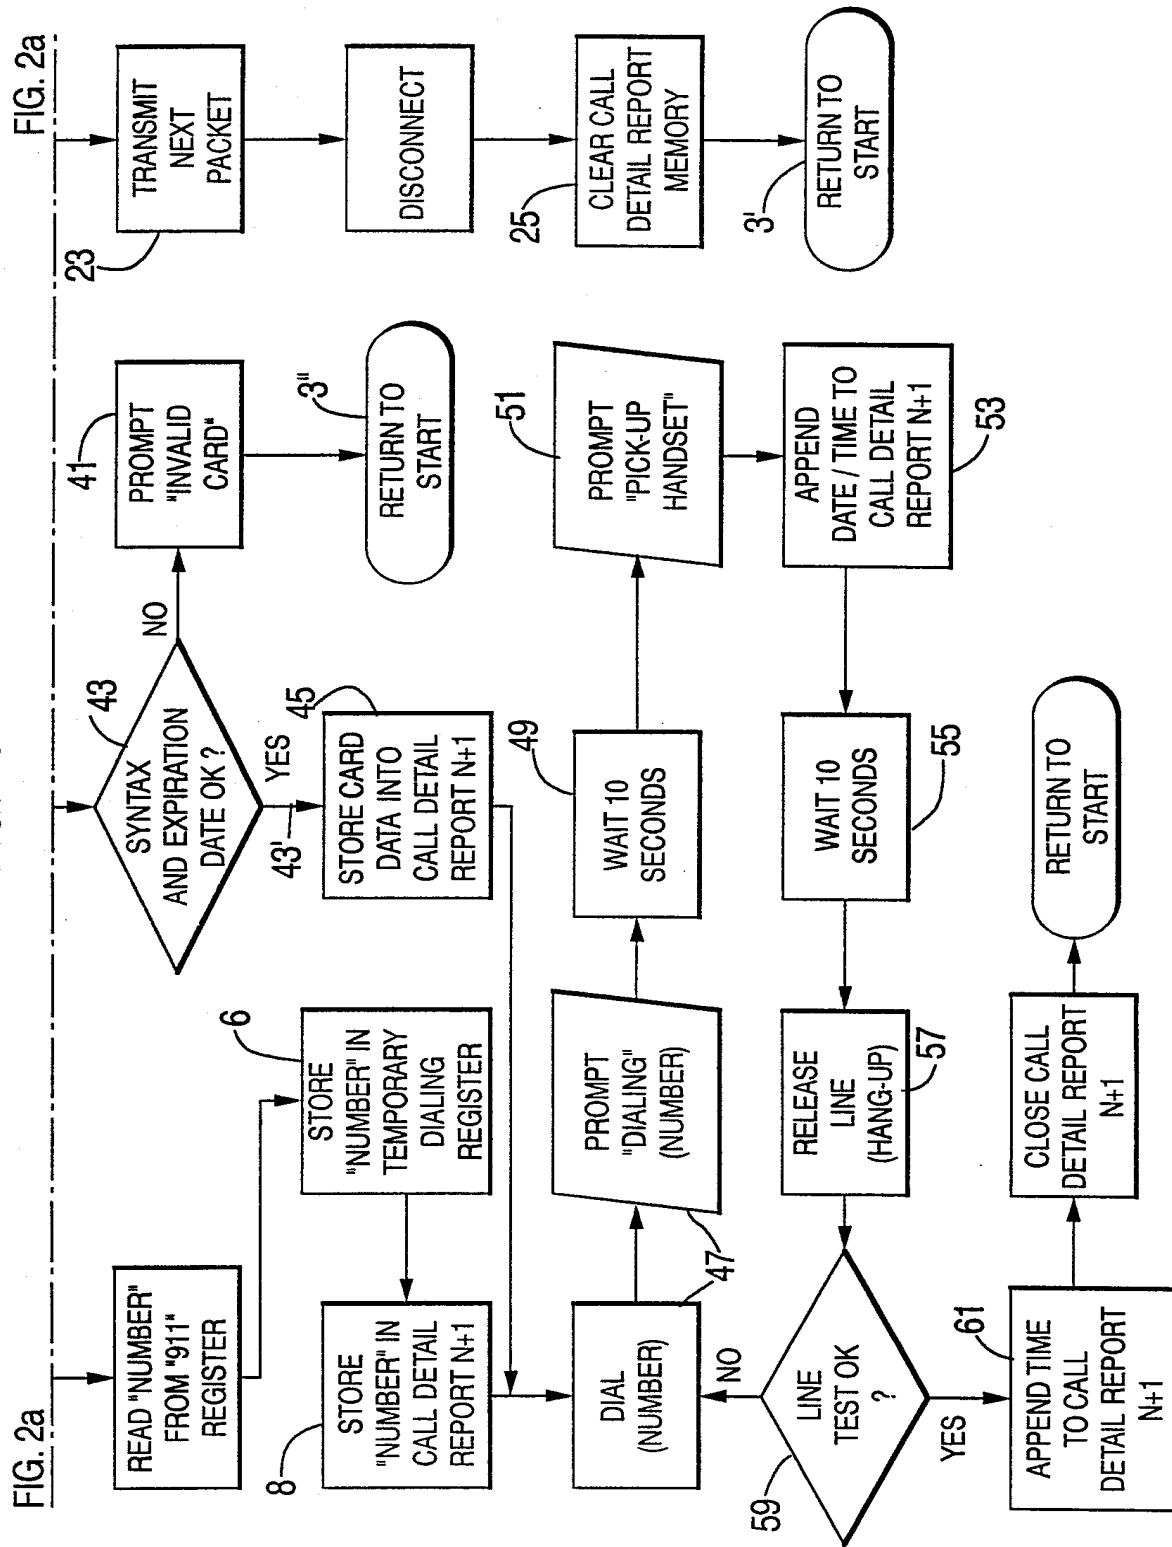 FIG. 2a
FIG. 2a
READ "NUMBER"
FROM "911"
REGISTER
SYNTAX
AND EXPIRATION
DATE OK ?
43
NO
41
PROMPT
"INVALID
CARD"
23
TRANSMIT
NEXT
PACKET
8
STORE
"NUMBER" IN
CALL DETAIL
REPORT N+1
6
STORE
"NUMBER" IN
TEMPORARY
DIALING
REGISTER
43'
YES
45
STORE CARD
DATA INTO
CALL DETAIL
REPORT N+1
3"
RETURN TO
START
DISCONNECT
DIAL
(NUMBER)
47
PROMPT
"DIALING"
(NUMBER)
49
WAIT 10
SECONDS
51
PROMPT
"PICK-UP
HANDSET"
25
CLEAR CALL
DETAIL REPORT
MEMORY
59
NO
LINE
TEST OK
?
YES
RELEASE
LINE
(HANG-UP)
57
WAIT 10
SECONDS
55
APPEND
DATE / TIME TO
CALL DETAIL
REPORT N+1
53
3'
RETURN TO
START
61
APPEND TIME
TO CALL
DETAIL REPORT
N+1
CLOSE CALL
DETAIL REPORT
N+1
RETURN TO
START